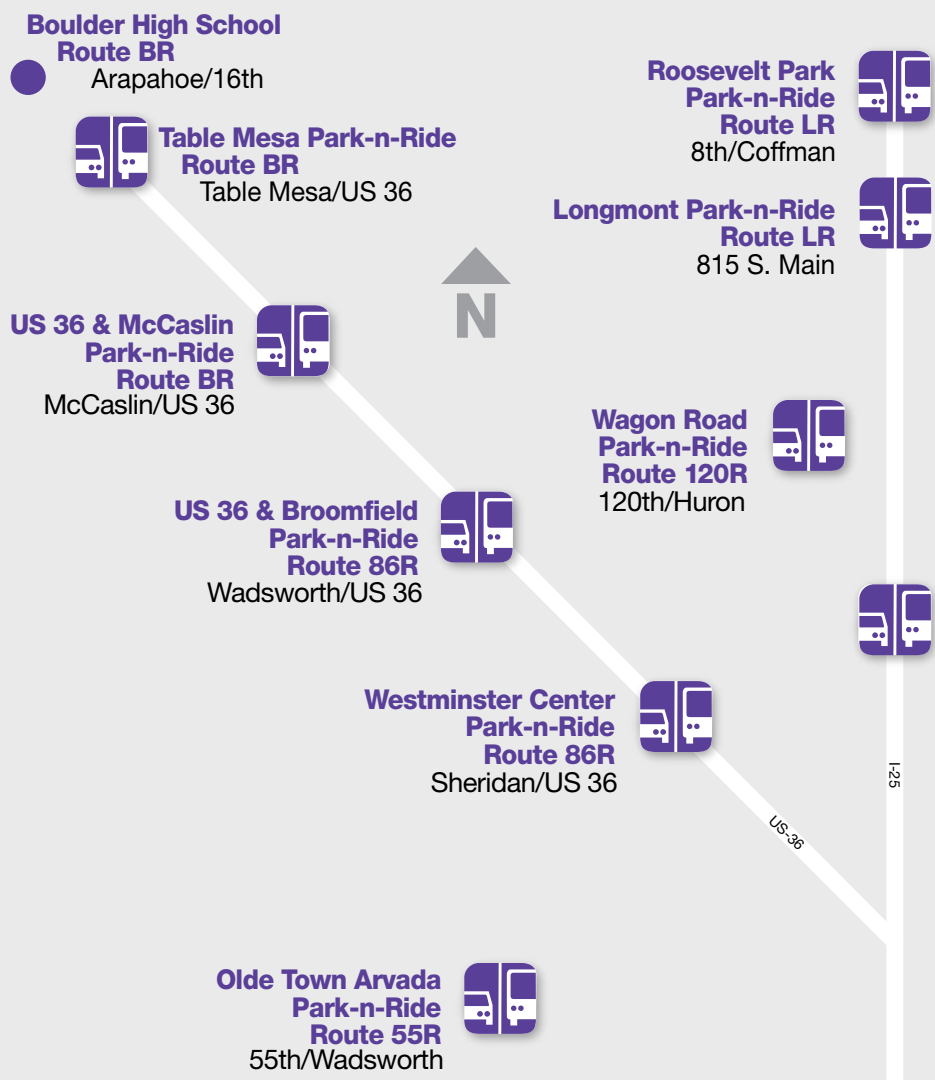 Boulder High School
Route BR
Arapahoe/16th
Roosevelt Park
Park-n-Ride
Route LR
8th/Coffman
Table Mesa Park-n-Ride
Route BR
Table Mesa/US 36
Longmont Park-n-Ride
Route LR
815 S. Main
N
US 36 & McCaslin
Park-n-Ride
Route BR
McCaslin/US 36
Wagon Road
Park-n-Ride
Route 120R
120th/Huron
US 36 & Broomfield
Park-n-Ride
Route 86R
Wadsworth/US 36
Westminster Center
Park-n-Ride
Route 86R
Sheridan/US 36
I-25
US-36
Olde Town Arvada
Park-n-Ride
Route 55R
55th/Wadsworth